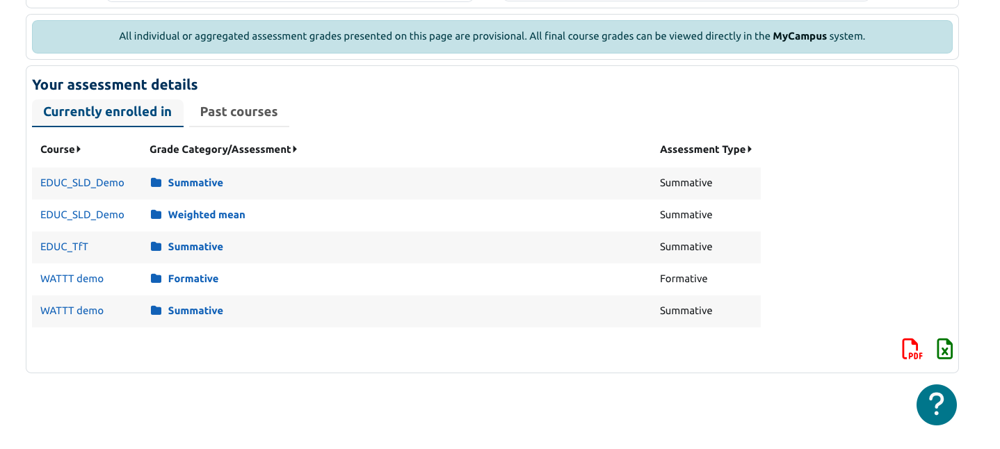 All individual or aggregated assessment grades presented on this page are provisional. All final course grades can be viewed directly in the MyCampus system.
Your assessment details
Currently enrolled in Past courses
Course Grade Category/Assessment Assessment Type
EDUC_SLD_Demo Summative Summative
EDUC_SLD_Demo Weighted mean Summative
EDUC_TfT Summative Summative
WATTT demo Formative Formative
WATTT demo Summative Summative
PDF X
?